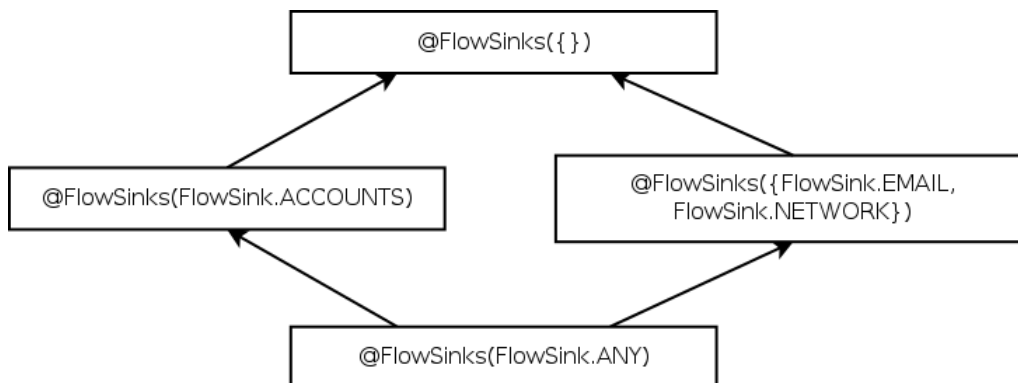 @FlowSinks({})
@FlowSinks(FlowSink.ACCOUNTS)
@FlowSinks({FlowSink.EMAIL,
FlowSink.NETWORK})
@FlowSinks(FlowSink.ANY)